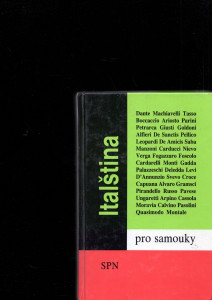 Italština
Dante Machiavelli Tasso
Boccaccio Ariosto Parini
Petrarca Giusti Goldoni
Alfieri De Sanctis Pellico
Leopardi De Amicis Saba
Manzoni Carducci Nievo
Verga Fogazzaro Foscolo
Cardarelli Monti Gadda
Palazzeschi Deledda Levi
D'Annunzio Svevo Croce
Capuana Alvaro Gramsci
Pirandello Russo Pavese
Ungaretti Arpino Cassola
Moravia Calvino Pasolini
Quasimodo Montale
pro samouky
SPN